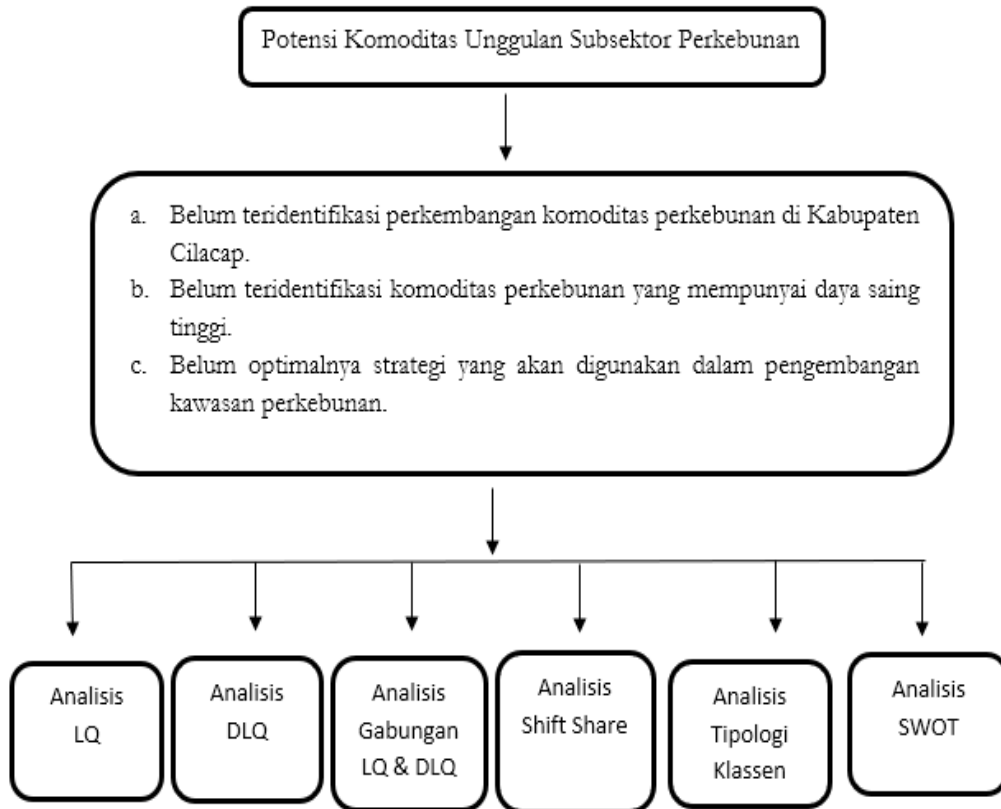 Potensi Komoditas Unggulan Subsektor Perkebunan
a. Belum teridentifikasi perkembangan komoditas perkebunan di Kabupaten
Cilacap.
b. Belum teridentifikasi komoditas perkebunan yang mempunyai daya saing
tinggi.
c. Belum optimalnya strategi yang akan digunakan dalam pengembangan
kawasan perkebunan.
Analisis
LQ
Analisis
DLQ
Analisis
Gabungan
LQ & DLQ
Analisis
Shift Share
Analisis
Tipologi
Klassen
Analisis
SWOT